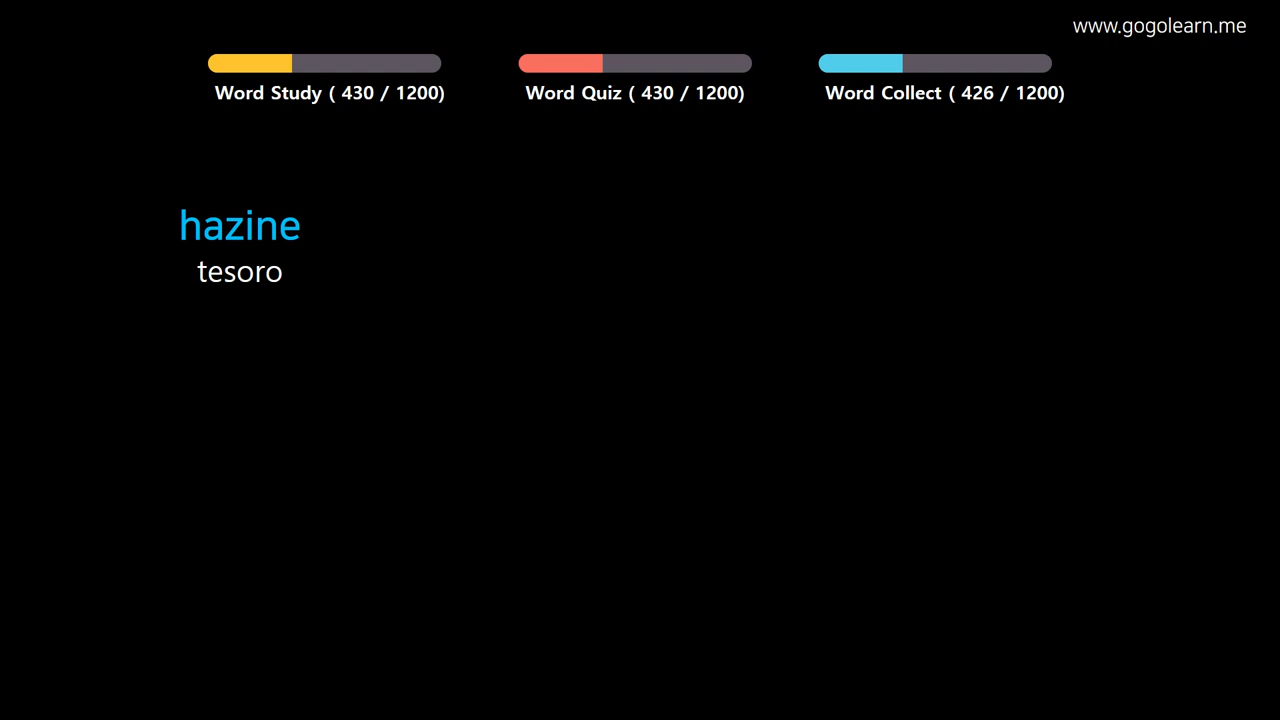 www.gogolearn.me
Word Study ( 430 / 1200)
Word Quiz ( 430 / 1200)
Word Collect ( 426 / 1200)
hazine
tesoro